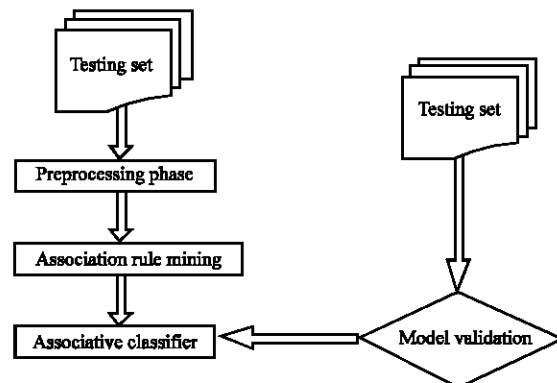 Testing set
Testing set
Preprocessing phase
Association rule mining
Associative classifier
Model validation